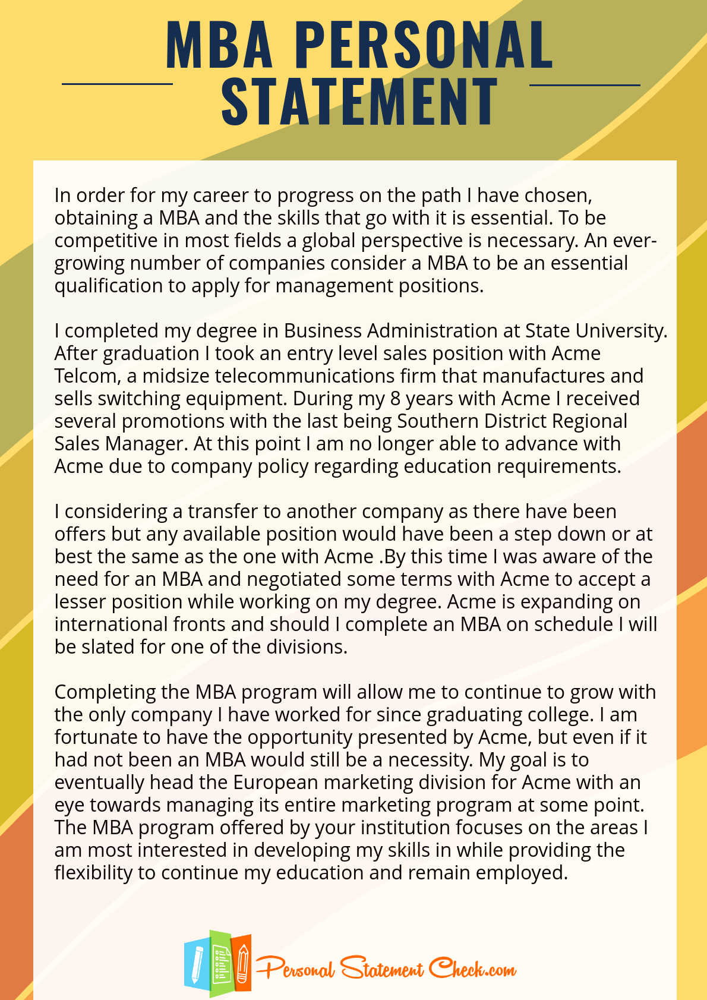 MBA PERSONAL
STATEMENT
In order for my career to progress on the path I have chosen,
obtaining a MBA and the skills that go with it is essential. To be
competitive in most fields a global perspective is necessary. An ever-
growing number of companies consider a MBA to be an essential
qualification to apply for management positions.
I completed my degree in Business Administration at State University.
After graduation I took an entry level sales position with Acme
Telcom, a midsize telecommunications firm that manufactures and
sells switching equipment. During my 8 years with Acme I received
several promotions with the last being Southern District Regional
Sales Manager. At this point I am no longer able to advance with
Acme due to company policy regarding education requirements.
I considering a transfer to another company as there have been
offers but any available position would have been a step down or at
best the same as the one with Acme .By this time I was aware of the
need for an MBA and negotiated some terms with Acme to accept a
lesser position while working on my degree. Acme is expanding on
international fronts and should I complete an MBA on schedule I will
be slated for one of the divisions.
Completing the MBA program will allow me to continue to grow with
the only company I have worked for since graduating college. I am
fortunate to have the opportunity presented by Acme, but even if it
had not been an MBA would still be a necessity. My goal is to
eventually head the European marketing division for Acme with an
eye towards managing its entire marketing program at some point.
The MBA program offered by your institution focuses on the areas I
am most interested in developing my skills in while providing the
flexibility to continue my education and remain employed.
Personal Statement Check.com